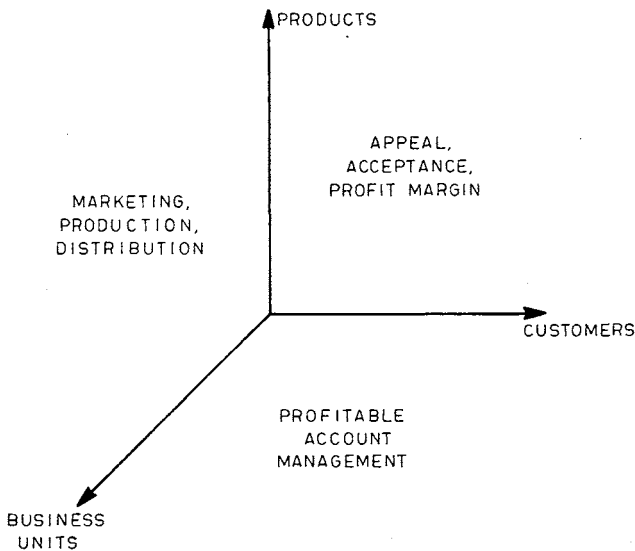 PRODUCTS
APPEAL,
ACCEPTANCE,
PROFIT MARGIN
MARKETING,
PRODUCTION,
DISTRIBUTION
CUSTOMERS
PROFITABLE
ACCOUNT
MANAGEMENT
BUSINESS
UNITS